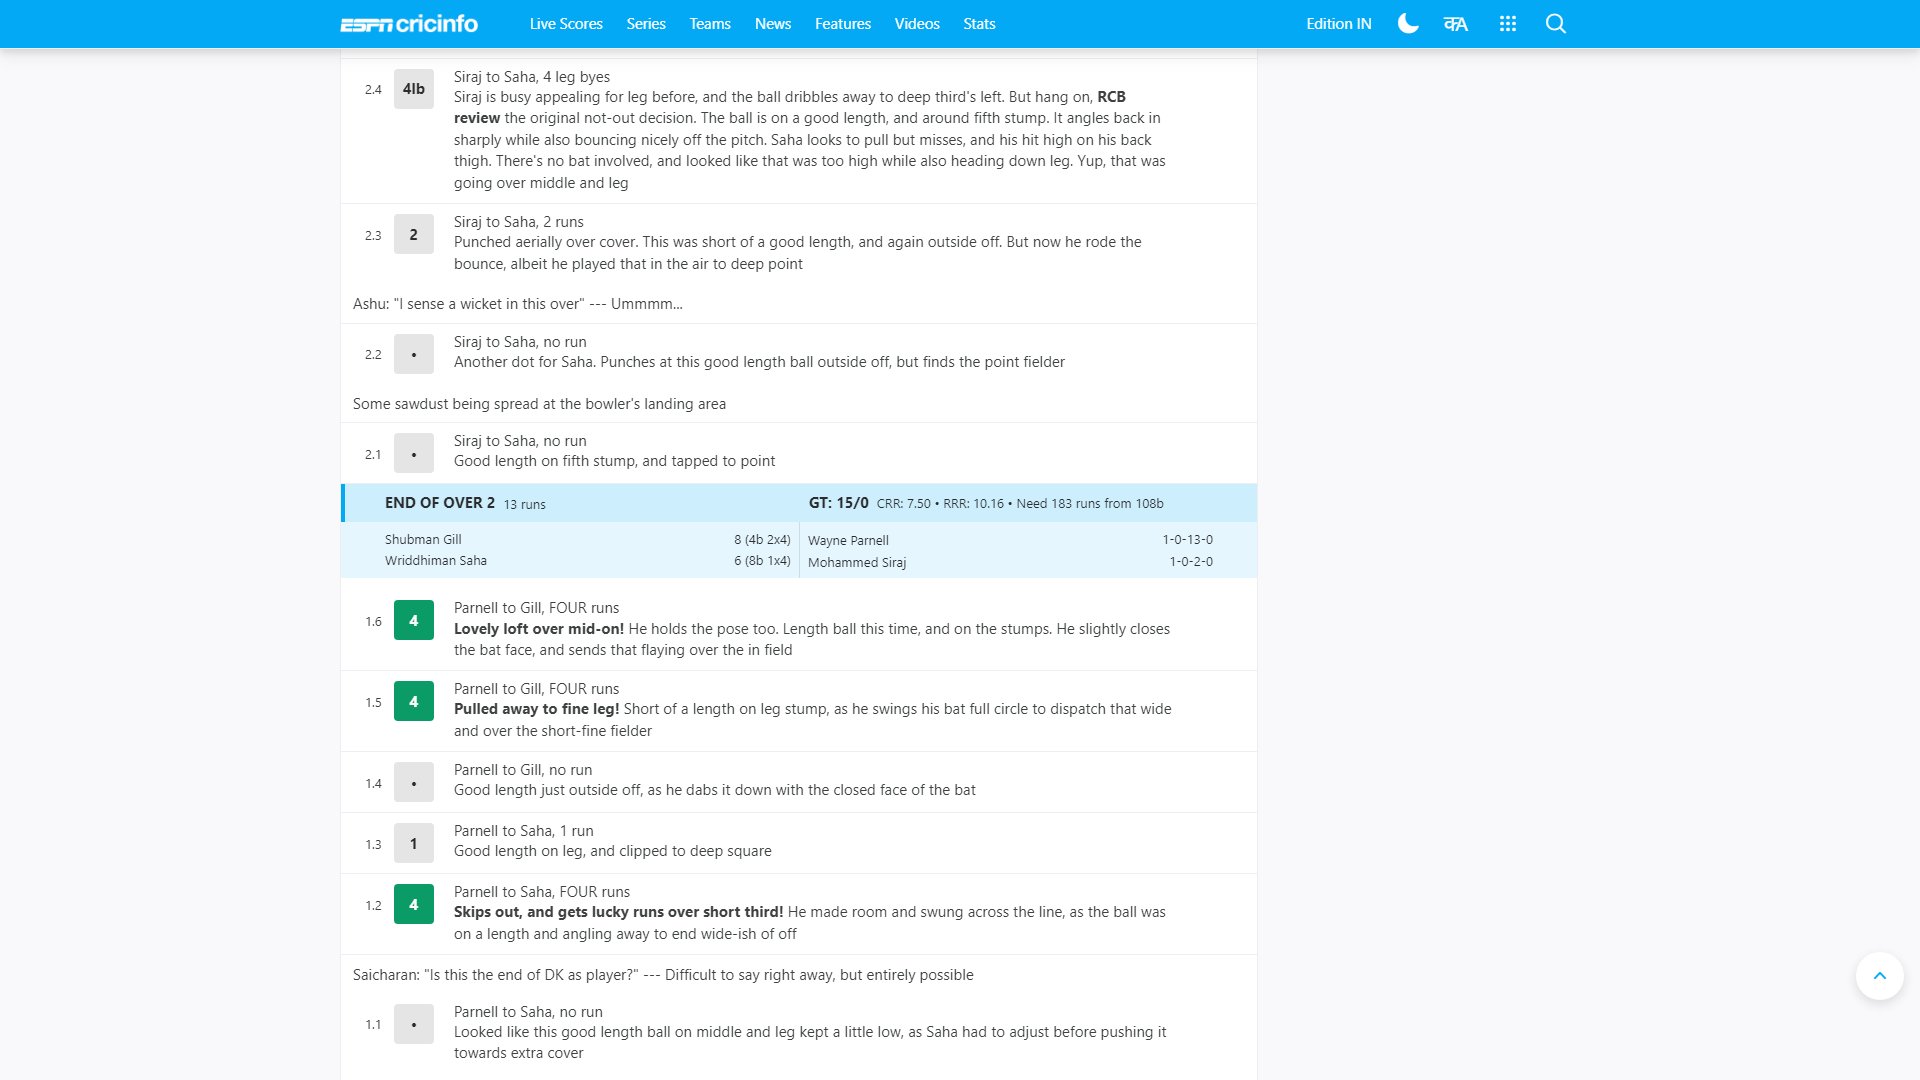 ESPN cricinfo Live Scores Series Teams News Features Videos Stats Edition IN क A
2.4 4lb Siraj to Saha, 4 leg byes
Siraj is busy appealing for leg before, and the ball dribbles away to deep third's left. But hang on, RCB
review the original not-out decision. The ball is on a good length, and around fifth stump. It angles back in
sharply while also bouncing nicely off the pitch. Saha looks to pull but misses, and his hit high on his back
thigh. There's no bat involved, and looked like that was too high while also heading down leg. Yup, that was
going over middle and leg
2.3 2 Siraj to Saha, 2 runs
Punched aerially over cover. This was short of a good length, and again outside off. But now he rode the
bounce, albeit he played that in the air to deep point
Ashu: "I sense a wicket in this over" --- Ummmm...
2.2 • Siraj to Saha, no run
Another dot for Saha. Punches at this good length ball outside off, but finds the point fielder
Some sawdust being spread at the bowler's landing area
2.1 • Siraj to Saha, no run
Good length on fifth stump, and tapped to point
END OF OVER 2 13 runs GT: 15/0 CRR: 7.50 • RRR: 10.16 • Need 183 runs from 108b
Shubman Gill 8 (4b 2x4) Wayne Parnell 1-0-13-0
Wriddhiman Saha 6 (8b 1x4) Mohammed Siraj 1-0-2-0
1.6 4 Parnell to Gill, FOUR runs
Lovely loft over mid-on! He holds the pose too. Length ball this time, and on the stumps. He slightly closes
the bat face, and sends that flaying over the in field
1.5 4 Parnell to Gill, FOUR runs
Pulled away to fine leg! Short of a length on leg stump, as he swings his bat full circle to dispatch that wide
and over the short-fine fielder
1.4 • Parnell to Gill, no run
Good length just outside off, as he dabs it down with the closed face of the bat
1.3 1 Parnell to Saha, 1 run
Good length on leg, and clipped to deep square
1.2 4 Parnell to Saha, FOUR runs
Skips out, and gets lucky runs over short third! He made room and swung across the line, as the ball was
on a length and angling away to end wide-ish of off
Saicharan: "Is this the end of DK as player?" --- Difficult to say right away, but entirely possible
1.1 • Parnell to Saha, no run
Looked like this good length ball on middle and leg kept a little low, as Saha had to adjust before pushing it
towards extra cover